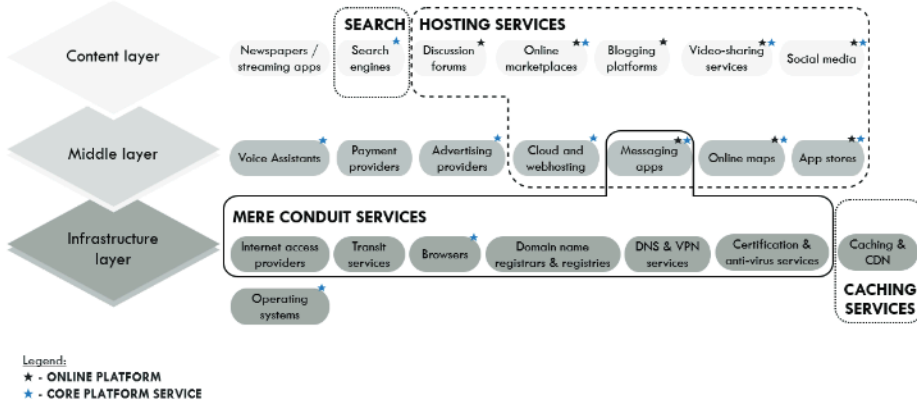 SEARCH
HOSTING SERVICES
Content layer
Newspapers /
streaming apps
Search
engines
Discussion
forums
Online
marketplaces
Blogging
platforms
Video-sharing
services
Social media
Middle layer
Voice Assistants
Payment
providers
Advertising
providers
Cloud and
webhosting
Messaging
apps
Online maps
App stores
Infrastructure
layer
MERE CONDUIT SERVICES
Internet access
providers
Transit
services
Browsers
Domain name
registrars & registries
DNS & VPN
services
Certification &
anti-virus services
Caching &
CDN
CACHING
SERVICES
Operating
systems
Legend:
★ - ONLINE PLATFORM
★ - CORE PLATFORM SERVICE